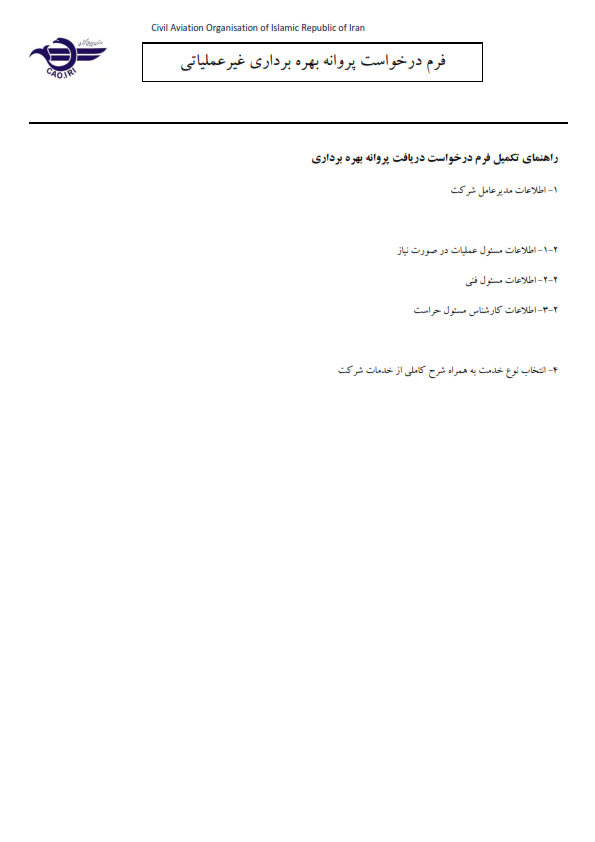 Civil Aviation Organisation of Islamic Republic of Iran
سازمان هواپیمایی کشوری
CAO.IRI
فرم درخواست پروانه بهره برداری غیرعملیاتی
راهنمای تکمیل فرم درخواست دریافت پروانه بهره برداری
۱- اطلاعات مدیرعامل شرکت
۱-۲- اطلاعات مسئول عملیات در صورت نیاز
۲-۲- اطلاعات مسئول فنی
۳-۲- اطلاعات کارشناس مسئول حراست
۴- انتخاب نوع خدمت به همراه شرح کاملی از خدمات شرکت